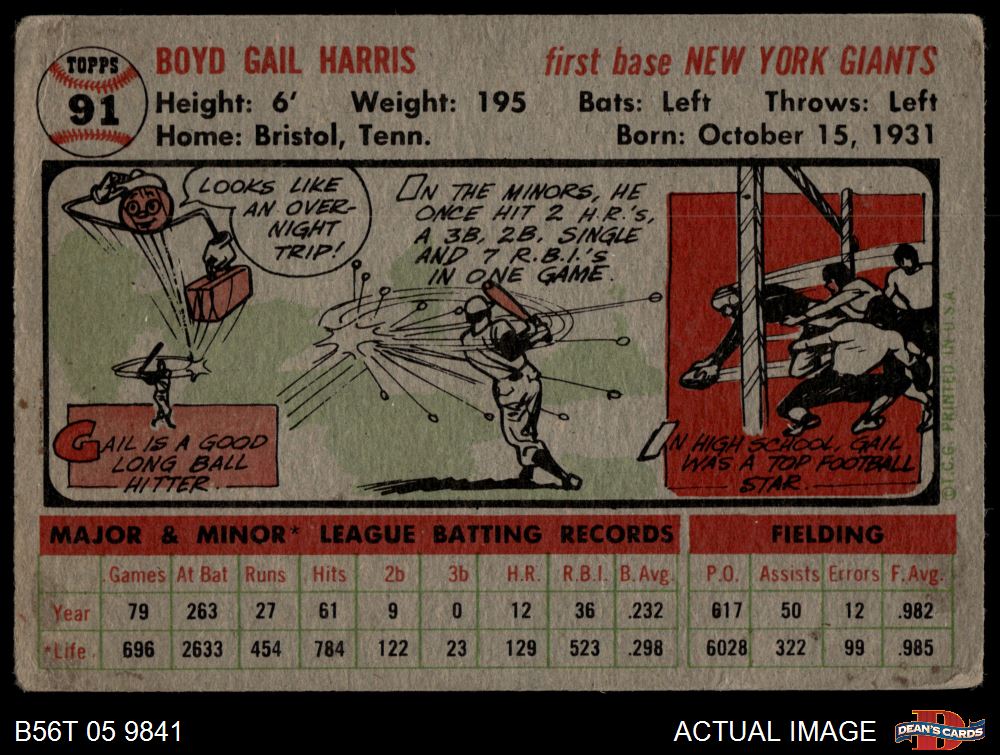 TOPPS
91
BOYD GAIL HARRIS first base NEW YORK GIANTS
Height: 6' Weight: 195 Bats: Left Throws: Left
Home: Bristol, Tenn. Born: October 15, 1931
LOOKS LIKE
AN OVER-
NIGHT
TRIP!
IN THE MINORS, HE
ONCE HIT 2 H.R.'s,
A 3B, 2B, SINGLE
AND 7 R.B.I.'s
IN ONE GAME.
GAIL IS A GOOD
LONG BALL
HITTER.
IN HIGH SCHOOL, GAIL
WAS A TOP FOOTBALL
STAR.
© T.C.G. PRINTED IN U.S.A.
MAJOR & MINOR* LEAGUE BATTING RECORDS FIELDING
Games At Bat Runs Hits 2b 3b H.R. R.B.I. B.Avg. P.O. Assists Errors F.Avg.
Year 79 263 27 61 9 0 12 36 .232 617 50 12 .982
*Life 696 2633 454 784 122 23 129 523 .298 6028 322 99 .985
B56T 05 9841 ACTUAL IMAGE DEAN'S CARDS